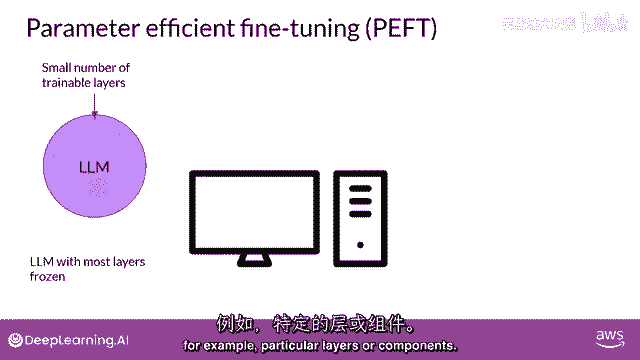 Parameter efficient fine-tuning (PEFT)
Small number of
trainable layers
LLM
LLM with most layers
frozen
例如，特定的层或组件。
for example, particular layers or components.
DeepLearning.AI
aws